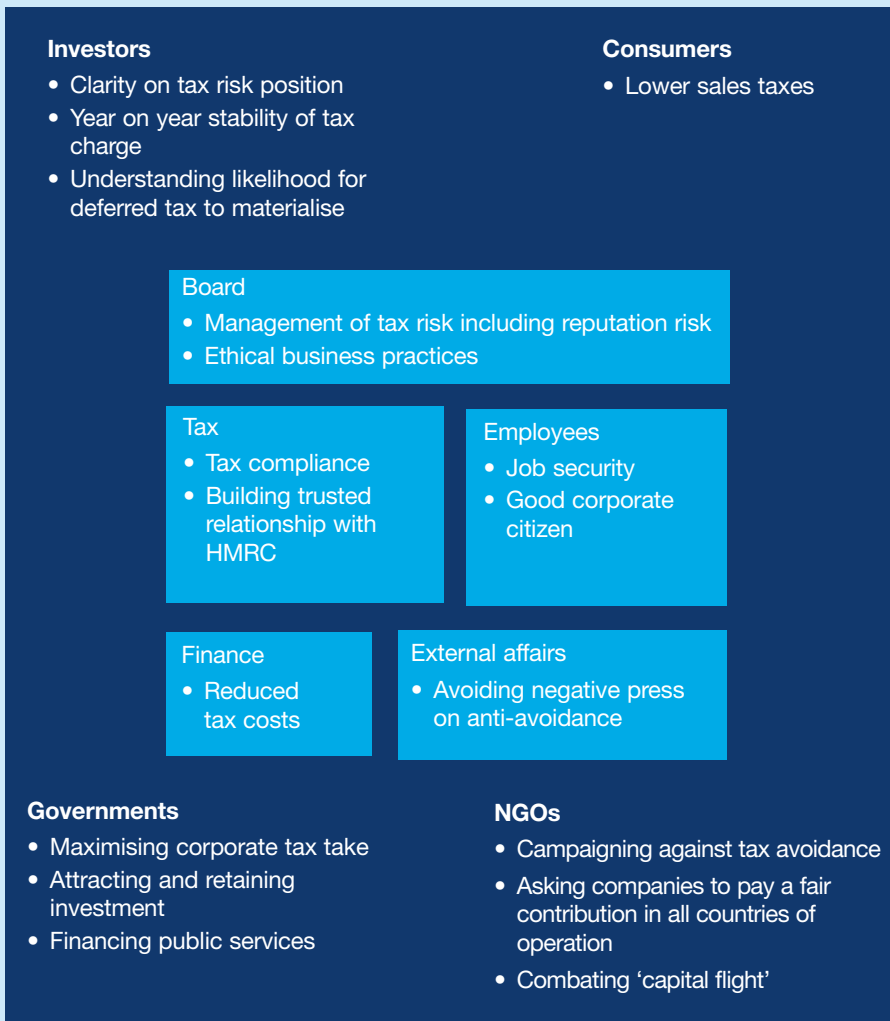 Investors
• Clarity on tax risk position
• Year on year stability of tax
charge
• Understanding likelihood for
deferred tax to materialise
Consumers
• Lower sales taxes
Board
• Management of tax risk including reputation risk
• Ethical business practices
Tax
• Tax compliance
• Building trusted
relationship with
HMRC
Employees
• Job security
• Good corporate
citizen
Finance
• Reduced
tax costs
External affairs
• Avoiding negative press
on anti-avoidance
Governments
• Maximising corporate tax take
• Attracting and retaining
investment
• Financing public services
NGOs
• Campaigning against tax avoidance
• Asking companies to pay a fair
contribution in all countries of
operation
• Combating ‘capital flight’